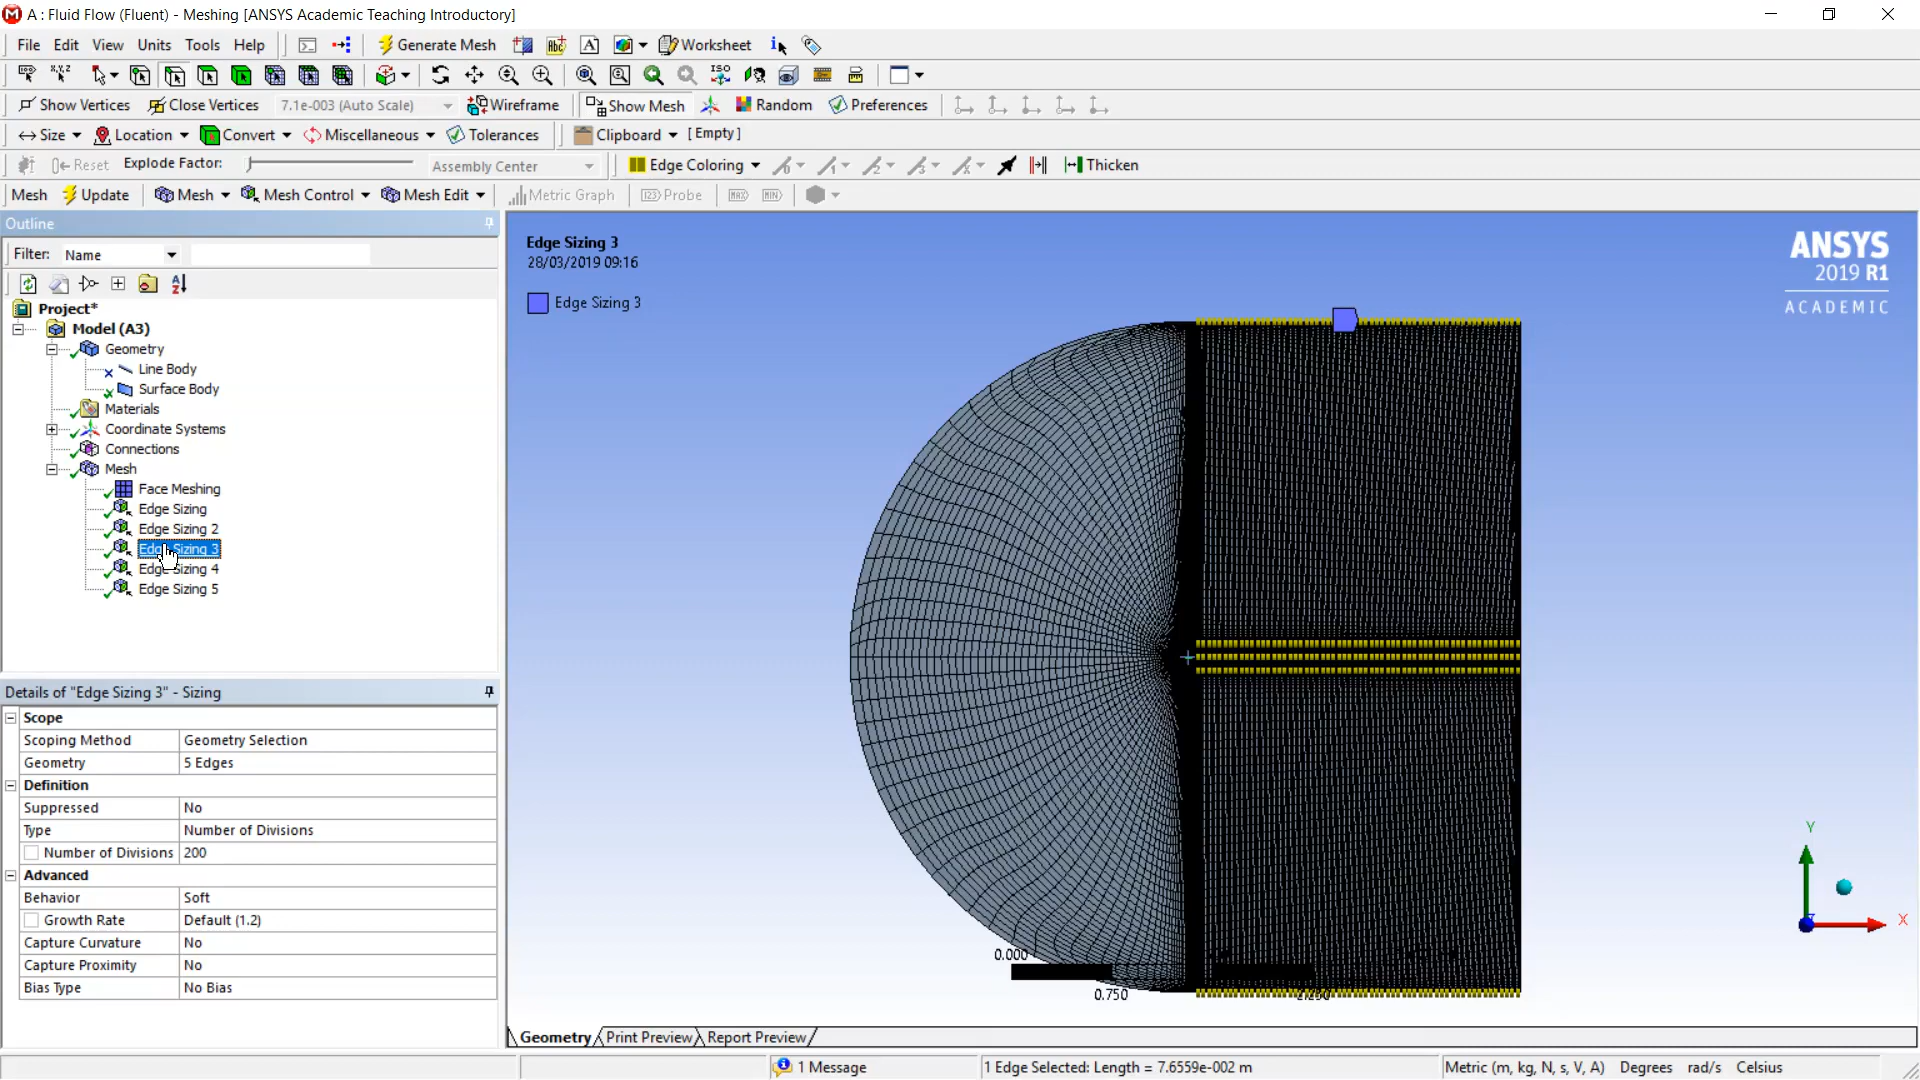 A : Fluid Flow (Fluent) - Meshing [ANSYS Academic Teaching Introductory]
File Edit View Units Tools Help Generate Mesh Abc A Worksheet i
X,Y,Z ISO
Show Vertices Close Vertices 7.1e-003 (Auto Scale) Wireframe Show Mesh Random Preferences
Size Location Convert Miscellaneous Tolerances Clipboard [ Empty ]
Reset Explode Factor: Assembly Center Edge Coloring Thicken
Mesh Update Mesh Mesh Control Mesh Edit Metric Graph Probe MAX MIN
Outline
Filter: Name
Project*
Model (A3)
Geometry
Line Body
Surface Body
Materials
Coordinate Systems
Connections
Mesh
Face Meshing
Edge Sizing
Edge Sizing 2
Edge Sizing 3
Edge Sizing 4
Edge Sizing 5
Details of "Edge Sizing 3" - Sizing
Scope
Scoping Method Geometry Selection
Geometry 5 Edges
Definition
Suppressed No
Type Number of Divisions
Number of Divisions 200
Advanced
Behavior Soft
Growth Rate Default (1.2)
Capture Curvature No
Capture Proximity No
Bias Type No Bias
Edge Sizing 3
28/03/2019 09:16
Edge Sizing 3
ANSYS
2019 R1
ACADEMIC
0.000
0.750 2.250
Y
X
Geometry Print Preview Report Preview
1 Message 1 Edge Selected: Length = 7.6559e-002 m Metric (m, kg, N, s, V, A) Degrees rad/s Celsius